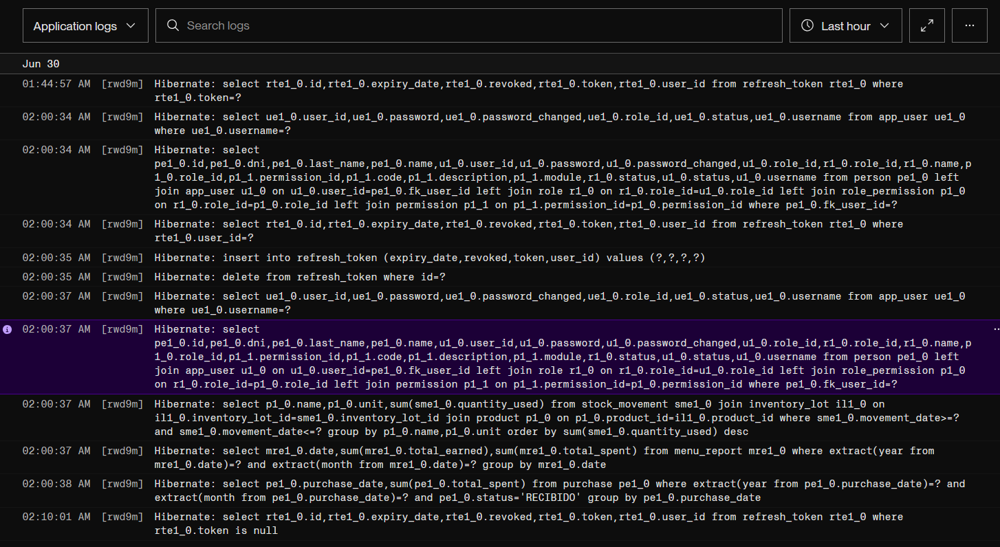 Application logs
Search logs
Last hour
Jun 30
01:44:57 AM [rwd9m] Hibernate: select rte1_0.id,rte1_0.expiry_date,rte1_0.revoked,rte1_0.token,rte1_0.user_id from refresh_token rte1_0 where
rte1_0.token=?
02:00:34 AM [rwd9m] Hibernate: select ue1_0.user_id,ue1_0.password,ue1_0.password_changed,ue1_0.role_id,ue1_0.status,ue1_0.username from app_user ue1_0
where ue1_0.username=?
02:00:34 AM [rwd9m] Hibernate: select
pe1_0.id,pe1_0.dni,pe1_0.last_name,pe1_0.name,u1_0.user_id,u1_0.password,u1_0.password_changed,u1_0.role_id,r1_0.role_id,r1_0.name,p
1_0.role_id,p1_1.permission_id,p1_1.code,p1_1.description,p1_1.module,r1_0.status,u1_0.status,u1_0.username from person pe1_0 left
join app_user u1_0 on u1_0.user_id=pe1_0.fk_user_id left join role r1_0 on r1_0.role_id=u1_0.role_id left join role_permission p1_0
on r1_0.role_id=p1_0.role_id left join permission p1_1 on p1_1.permission_id=p1_0.permission_id where pe1_0.fk_user_id=?
02:00:34 AM [rwd9m] Hibernate: select rte1_0.id,rte1_0.expiry_date,rte1_0.revoked,rte1_0.token,rte1_0.user_id from refresh_token rte1_0 where
rte1_0.user_id=?
02:00:35 AM [rwd9m] Hibernate: insert into refresh_token (expiry_date,revoked,token,user_id) values (?,?,?,?)
02:00:35 AM [rwd9m] Hibernate: delete from refresh_token where id=?
02:00:37 AM [rwd9m] Hibernate: select ue1_0.user_id,ue1_0.password,ue1_0.password_changed,ue1_0.role_id,ue1_0.status,ue1_0.username from app_user ue1_0
where ue1_0.username=?
02:00:37 AM [rwd9m] Hibernate: select
pe1_0.id,pe1_0.dni,pe1_0.last_name,pe1_0.name,u1_0.user_id,u1_0.password,u1_0.password_changed,u1_0.role_id,r1_0.role_id,r1_0.name,p
1_0.role_id,p1_1.permission_id,p1_1.code,p1_1.description,p1_1.module,r1_0.status,u1_0.status,u1_0.username from person pe1_0 left
join app_user u1_0 on u1_0.user_id=pe1_0.fk_user_id left join role r1_0 on r1_0.role_id=u1_0.role_id left join role_permission p1_0
on r1_0.role_id=p1_0.role_id left join permission p1_1 on p1_1.permission_id=p1_0.permission_id where pe1_0.fk_user_id=?
02:00:37 AM [rwd9m] Hibernate: select p1_0.name,p1_0.unit,sum(sme1_0.quantity_used) from stock_movement sme1_0 join inventory_lot il1_0 on
il1_0.inventory_lot_id=sme1_0.inventory_lot_id join product p1_0 on p1_0.product_id=il1_0.product_id where sme1_0.movement_date>=?
and sme1_0.movement_date<=? group by p1_0.name,p1_0.unit order by sum(sme1_0.quantity_used) desc
02:00:37 AM [rwd9m] Hibernate: select mre1_0.date,sum(mre1_0.total_earned),sum(mre1_0.total_spent) from menu_report mre1_0 where extract(year from
mre1_0.date)=? and extract(month from mre1_0.date)=? group by mre1_0.date
02:00:38 AM [rwd9m] Hibernate: select pe1_0.purchase_date,sum(pe1_0.total_spent) from purchase pe1_0 where extract(year from pe1_0.purchase_date)=? and
extract(month from pe1_0.purchase_date)=? and pe1_0.status='RECIBIDO' group by pe1_0.purchase_date
02:10:01 AM [rwd9m] Hibernate: select rte1_0.id,rte1_0.expiry_date,rte1_0.revoked,rte1_0.token,rte1_0.user_id from refresh_token rte1_0 where
rte1_0.token is null